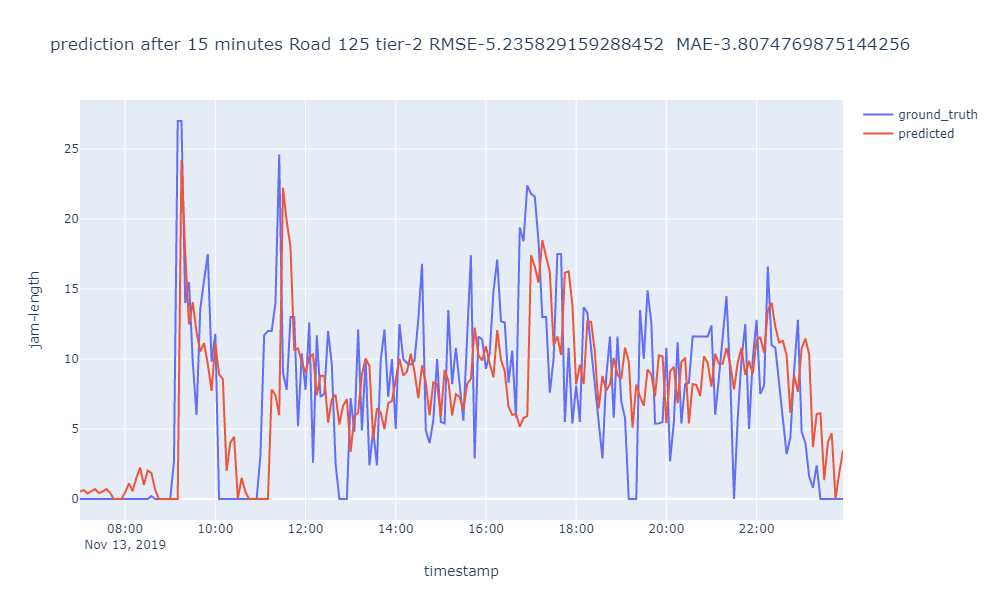 prediction after 15 minutes Road 125 tier-2 RMSE-5.235829159288452  MAE-3.8074769875144256
ground_truth
predicted
25
20
15
10
5
0
jam-length
08:00 10:00 12:00 14:00 16:00 18:00 20:00 22:00
Nov 13, 2019
timestamp